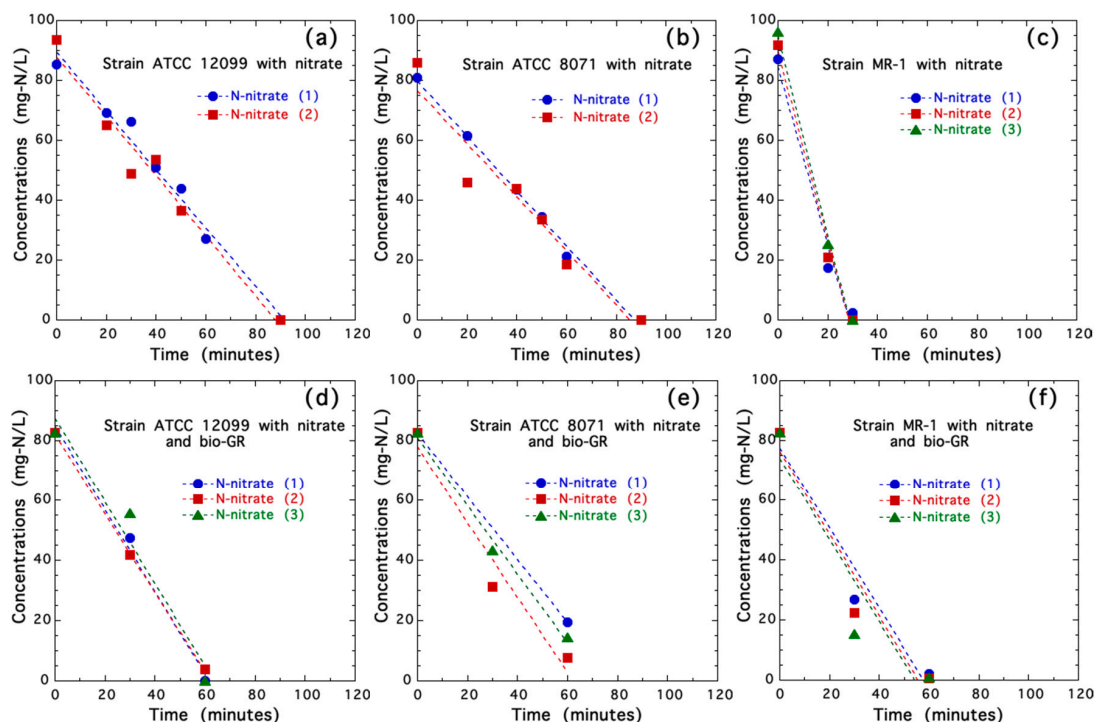 (a)
Strain ATCC 12099 with nitrate
N-nitrate (1)
N-nitrate (2)
Concentrations (mg-N/L)
100
80
60
40
20
0
0 20 40 60 80 100 120
Time (minutes)
(b)
Strain ATCC 8071 with nitrate
N-nitrate (1)
N-nitrate (2)
Concentrations (mg-N/L)
100
80
60
40
20
0
0 20 40 60 80 100 120
Time (minutes)
(c)
Strain MR-1 with nitrate
N-nitrate (1)
N-nitrate (2)
N-nitrate (3)
Concentrations (mg-N/L)
100
80
60
40
20
0
0 20 40 60 80 100 120
Time (minutes)
(d)
Strain ATCC 12099 with nitrate
and bio-GR
N-nitrate (1)
N-nitrate (2)
N-nitrate (3)
Concentrations (mg-N/L)
100
80
60
40
20
0
0 20 40 60 80 100 120
Time (minutes)
(e)
Strain ATCC 8071 with nitrate
and bio-GR
N-nitrate (1)
N-nitrate (2)
N-nitrate (3)
Concentrations (mg-N/L)
100
80
60
40
20
0
0 20 40 60 80 100 120
Time (minutes)
(f)
Strain MR-1 with nitrate
and bio-GR
N-nitrate (1)
N-nitrate (2)
N-nitrate (3)
Concentrations (mg-N/L)
100
80
60
40
20
0
0 20 40 60 80 100 120
Time (minutes)